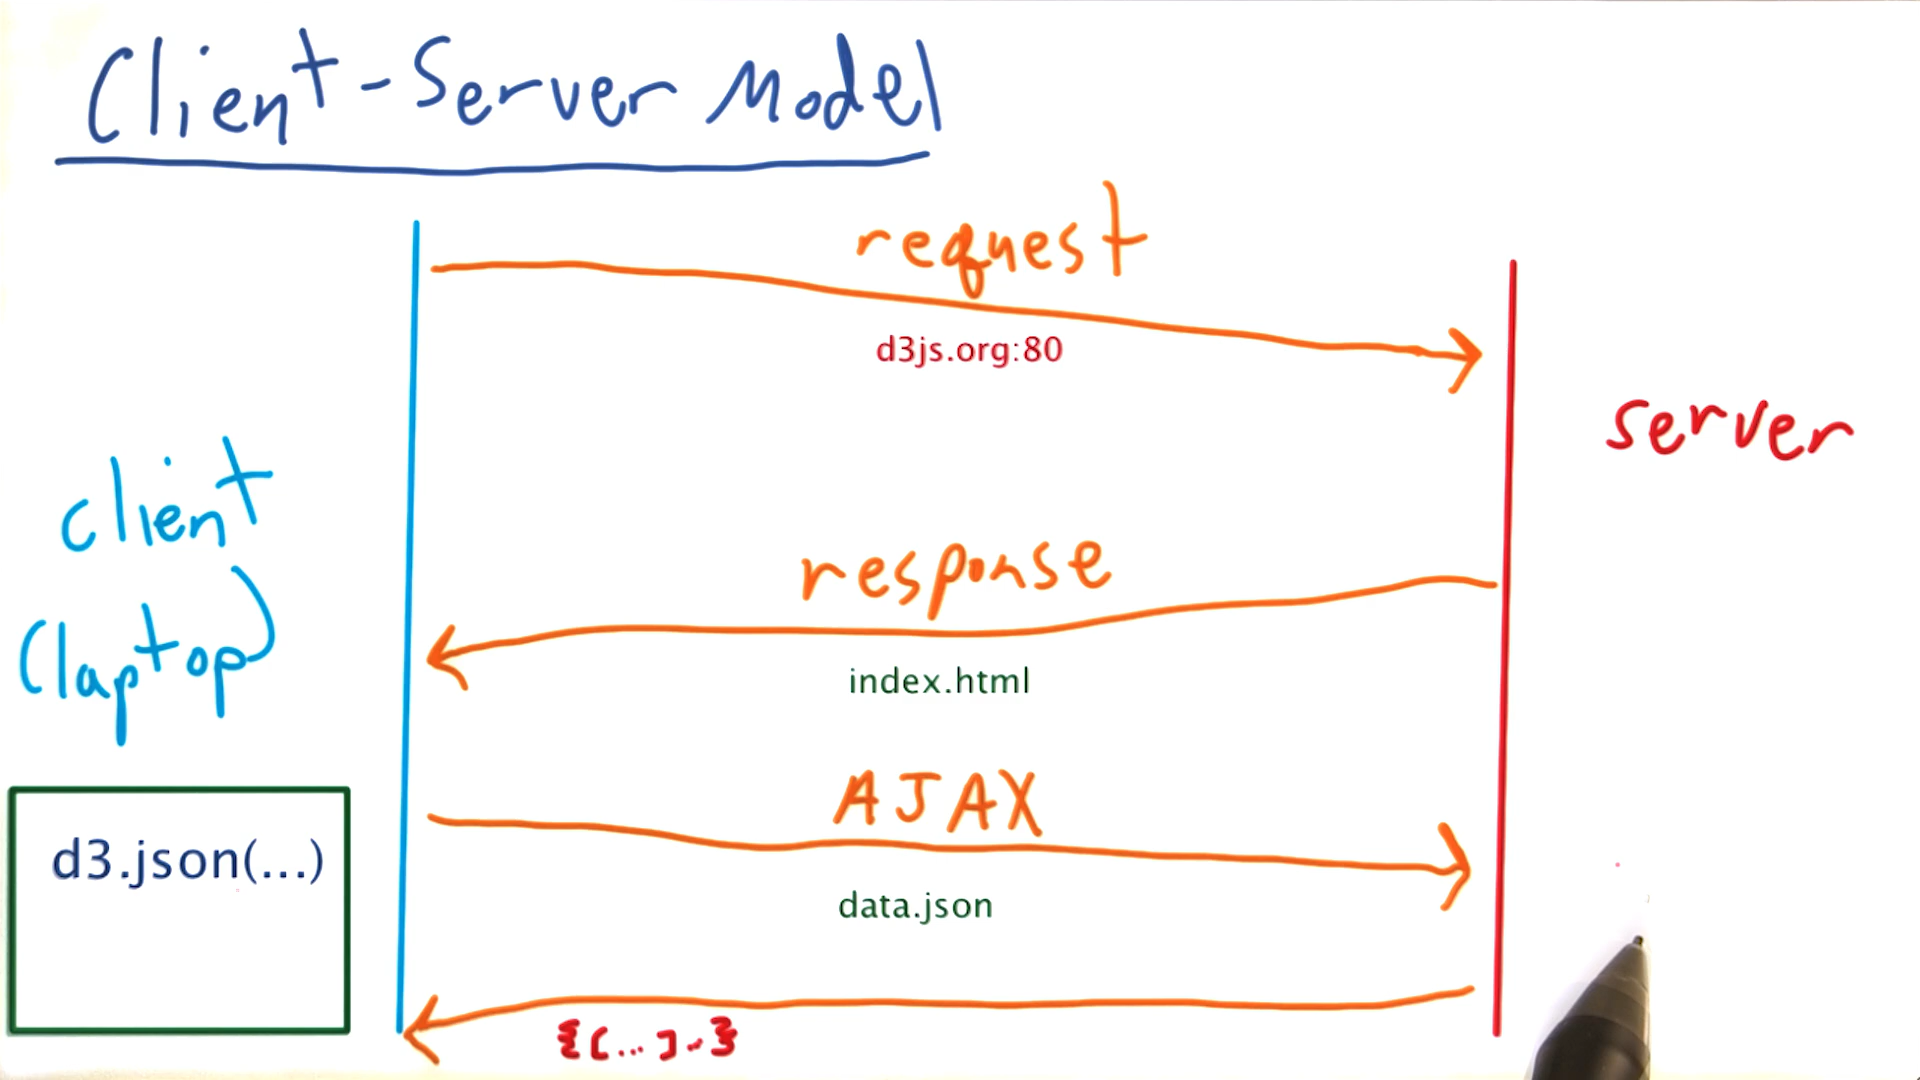 Client-Server Model
request
d3js.org:80
server
client
(laptop)
response
index.html
AJAX
d3.json(...)
data.json
{[...]..}